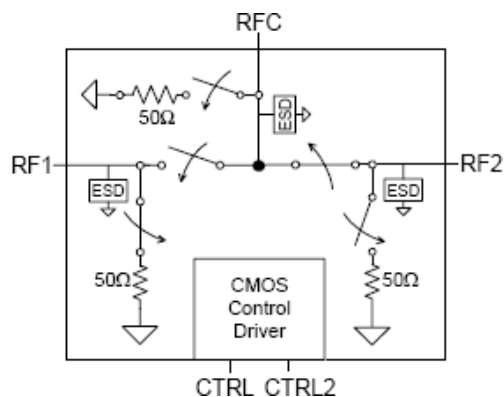 RFC
50Ω
ESD
RF1
RF2
ESD
ESD
50Ω
50Ω
CMOS
Control
Driver
CTRL CTRL2